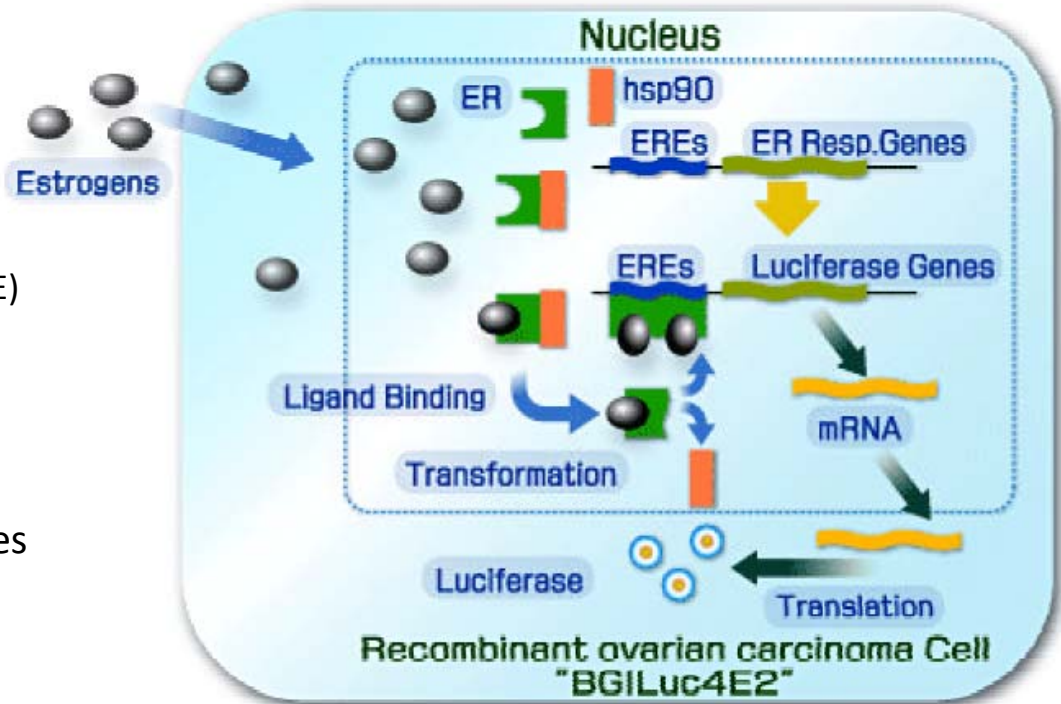 Nucleus
ER
hsp90
EREs
ER Resp.Genes
Estrogens
E)
EREs
Luciferase Genes
Ligand Binding
mRNA
Transformation
es
Luciferase
Translation
Recombinant ovarian carcinoma Cell
"BG1Luc4E2"